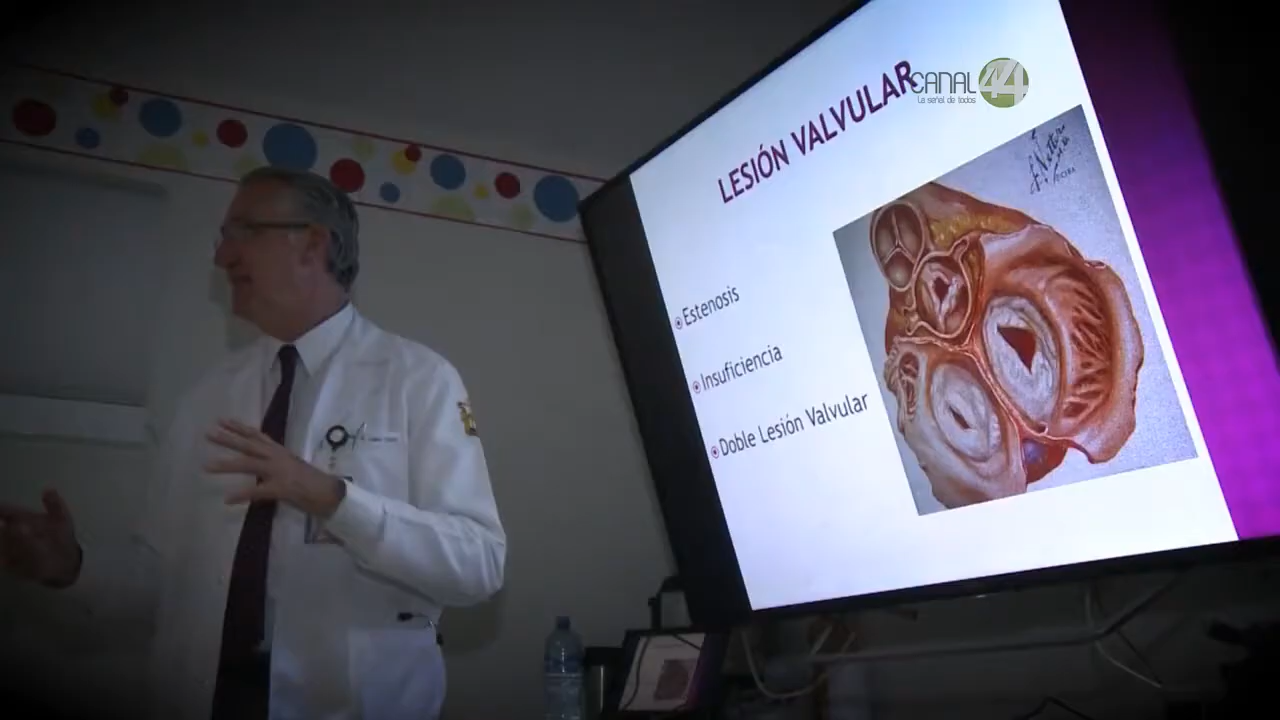 LESIÓN VALVULAR
CANAL 44
La señal de todos
Estenosis
Insuficiencia
Doble Lesión Valvular